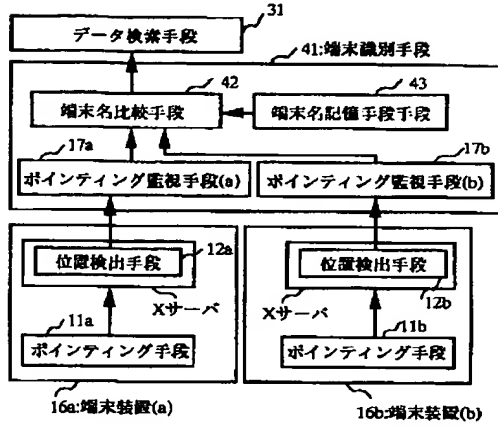 31
データ検索手段
41:端末識別手段
42
43
端末名比較手段
端末名記憶手段手段
17a
17b
ポインティング監視手段(a)
ポインティング監視手段(b)
位置検出手段
12a
位置検出手段
12b
Xサーバ
Xサーバ
11a
11b
ポインティング手段
ポインティング手段
16a:端末装置(a)
16b:端末装置(b)